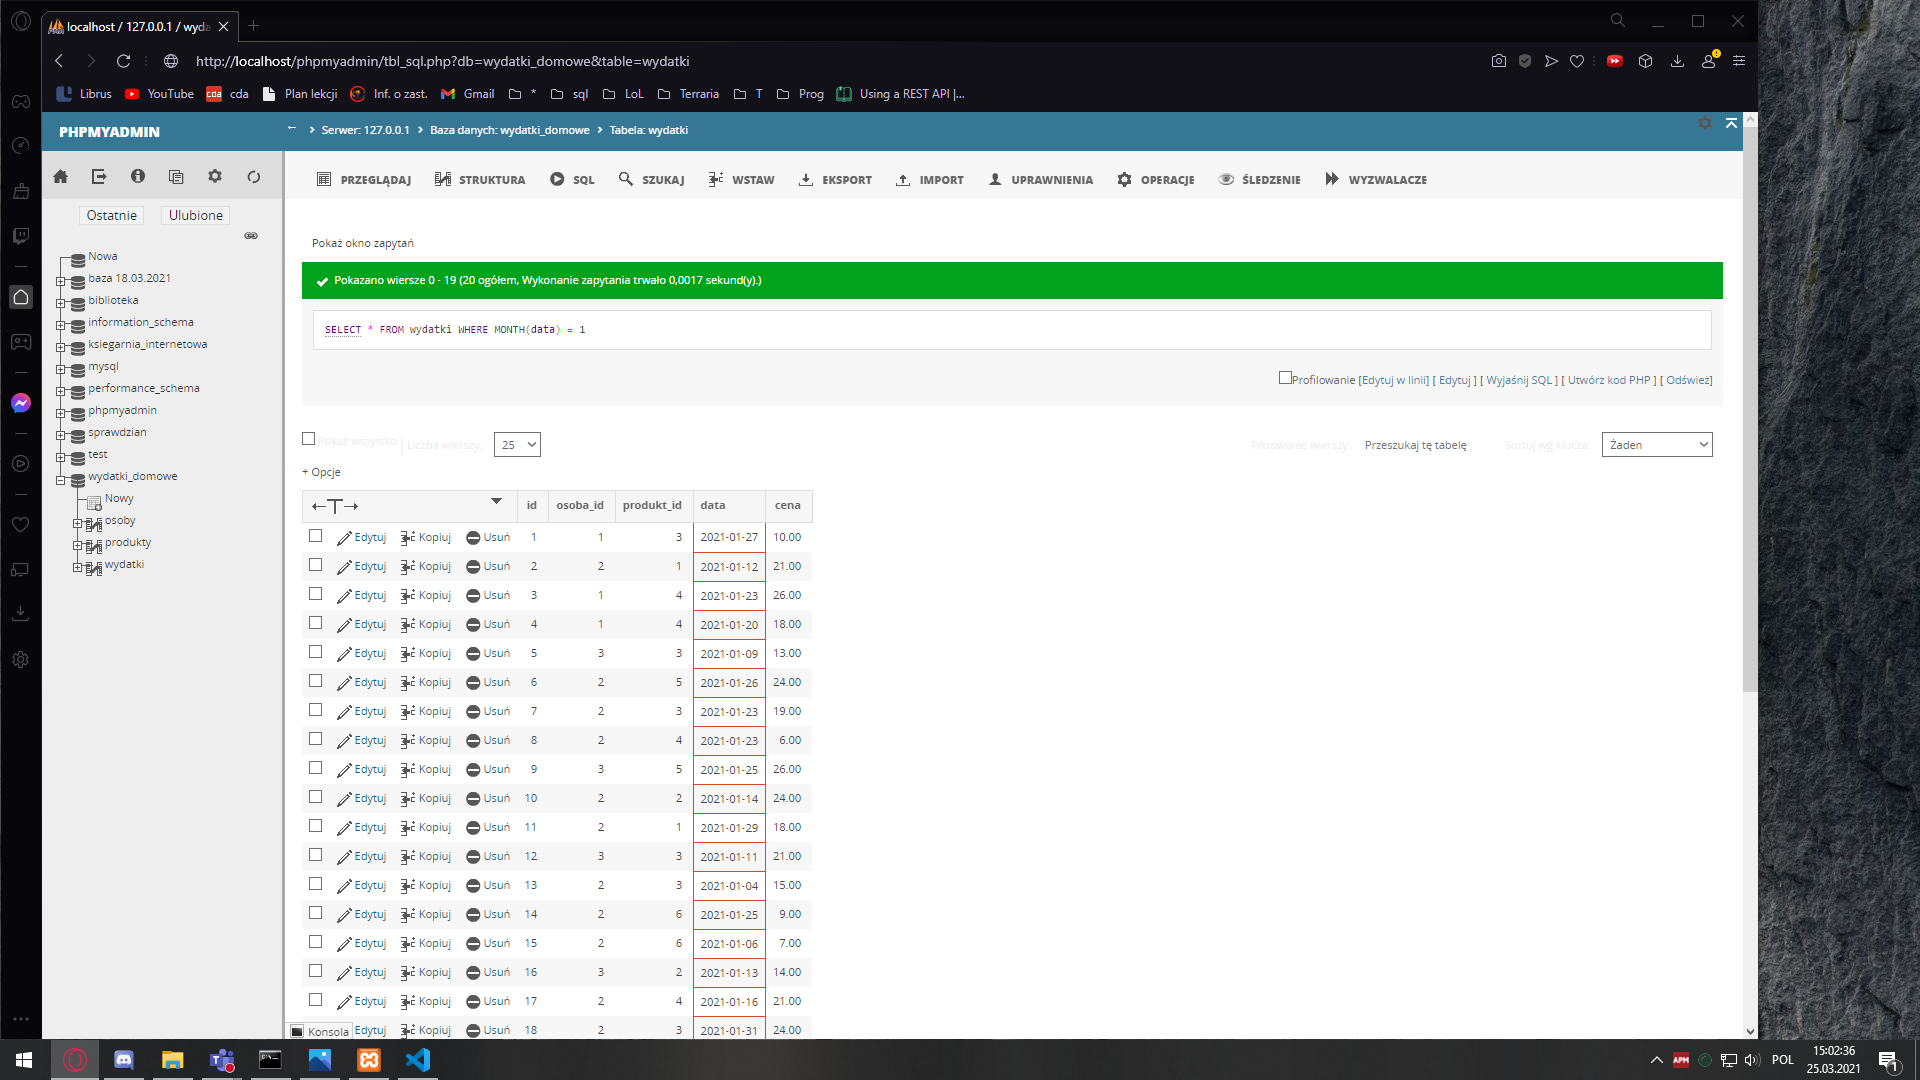 localhost / 127.0.0.1 / wyda
http://localhost/phpmyadmin/tbl_sql.php?db=wydatki_domowe&table=wydatki
Librus YouTube cda Plan lekcji Inf. o zast. Gmail * sql LoL Terraria T Prog Using a REST API |...
PHPMYADMIN
← Serwer: 127.0.0.1 › Baza danych: wydatki_domowe › Tabela: wydatki
PRZEGLĄDAJ STRUKTURA SQL SZUKAJ WSTAW EKSPORT IMPORT UPRAWNIENIA OPERACJE ŚLEDZENIE WYZWALACZE
Ostatnie Ulubione
Nowa
baza 18.03.2021
biblioteka
information_schema
ksiegarnia_internetowa
mysql
performance_schema
phpmyadmin
sprawdzian
test
wydatki_domowe
Nowy
osoby
produkty
wydatki
Pokaż okno zapytań
Pokazano wiersze 0 - 19 (20 ogółem, Wykonanie zapytania trwało 0,0017 sekund(y).)
SELECT * FROM wydatki WHERE MONTH(data) = 1
Profilowanie [Edytuj w linii] [ Edytuj ] [ Wyjaśnij SQL ] [ Utwórz kod PHP ] [ Odśwież]
Pokaż wszystko | Liczba wierszy: 25 Filtrowanie wierszy: Przeszukaj tę tabelę Sortuj wg klucza: Żaden
+ Opcje
←T→ id osoba_id produkt_id data cena
Edytuj Kopiuj Usuń 1 1 3 2021-01-27 10.00
Edytuj Kopiuj Usuń 2 2 1 2021-01-12 21.00
Edytuj Kopiuj Usuń 3 1 4 2021-01-23 26.00
Edytuj Kopiuj Usuń 4 1 4 2021-01-20 18.00
Edytuj Kopiuj Usuń 5 3 3 2021-01-09 13.00
Edytuj Kopiuj Usuń 6 2 5 2021-01-26 24.00
Edytuj Kopiuj Usuń 7 2 3 2021-01-23 19.00
Edytuj Kopiuj Usuń 8 2 4 2021-01-23 6.00
Edytuj Kopiuj Usuń 9 3 5 2021-01-25 26.00
Edytuj Kopiuj Usuń 10 2 2 2021-01-14 24.00
Edytuj Kopiuj Usuń 11 2 1 2021-01-29 18.00
Edytuj Kopiuj Usuń 12 3 3 2021-01-11 21.00
Edytuj Kopiuj Usuń 13 2 3 2021-01-04 15.00
Edytuj Kopiuj Usuń 14 2 6 2021-01-25 9.00
Edytuj Kopiuj Usuń 15 2 6 2021-01-06 7.00
Edytuj Kopiuj Usuń 16 3 2 2021-01-13 14.00
Edytuj Kopiuj Usuń 17 2 4 2021-01-16 21.00
Edytuj Kopiuj Usuń 18 2 3 2021-01-31 24.00
Konsola
APM POL 15:02:36
25.03.2021
1